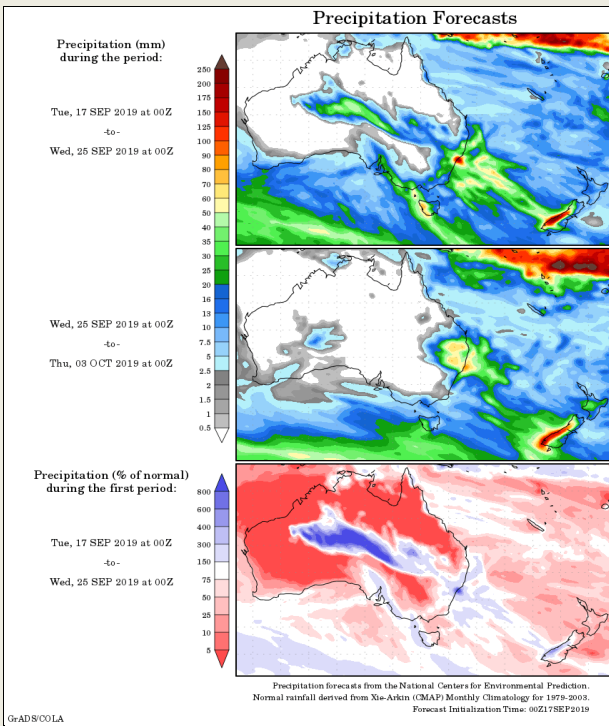 Precipitation Forecasts
Precipitation (mm)
during the period:
Tue, 17 SEP 2019 at 00Z
-to-
Wed, 25 SEP 2019 at 00Z
250
200
175
150
125
100
90
80
70
60
50
40
35
30
25
20
16
13
10
7.5
5
2.5
2
1.5
1
0.5
Wed, 25 SEP 2019 at 00Z
-to-
Thu, 03 OCT 2019 at 00Z
Precipitation (% of normal)
during the first period:
Tue, 17 SEP 2019 at 00Z
-to-
Wed, 25 SEP 2019 at 00Z
800
600
400
300
150
75
50
25
10
5
Precipitation forecasts from the National Centers for Environmental Prediction.
Normal rainfall derived from Xie-Arkin (CMAP) Monthly Climatology for 1979-2003.
Forecast Initialization Time: 00Z17SEP2019
GrADS/COLA